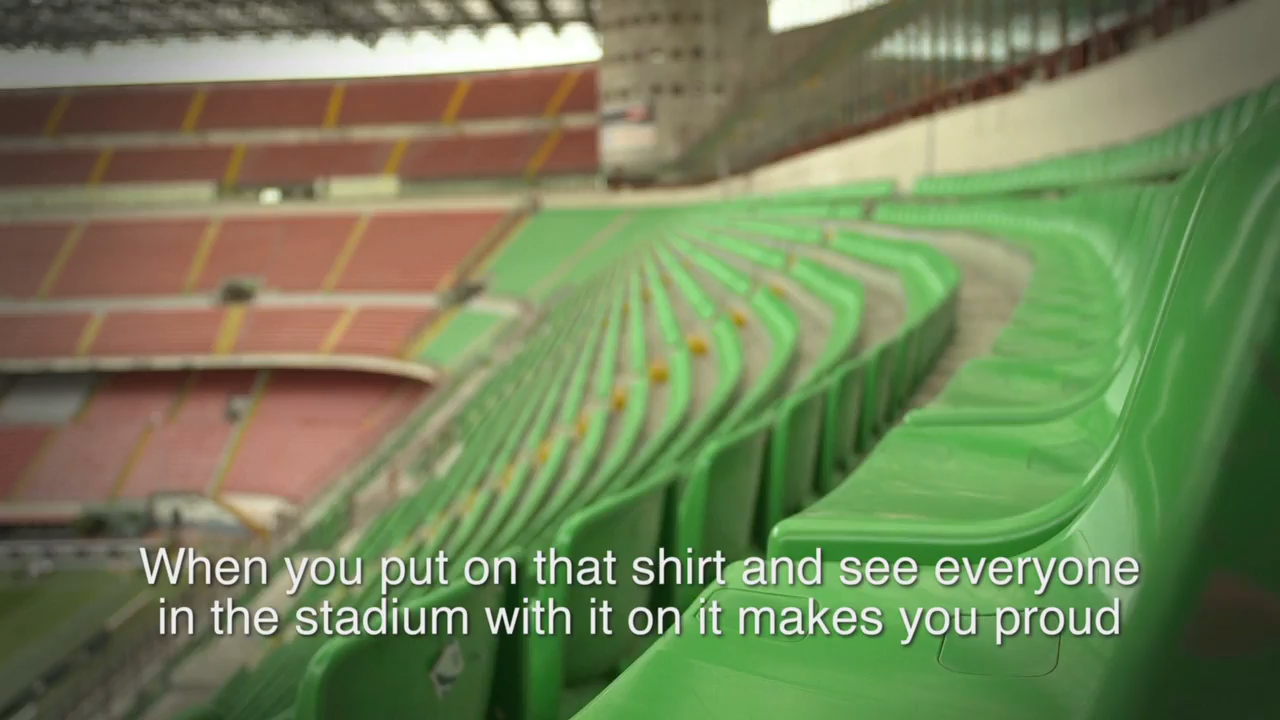 When you put on that shirt and see everyone
in the stadium with it on it makes you proud